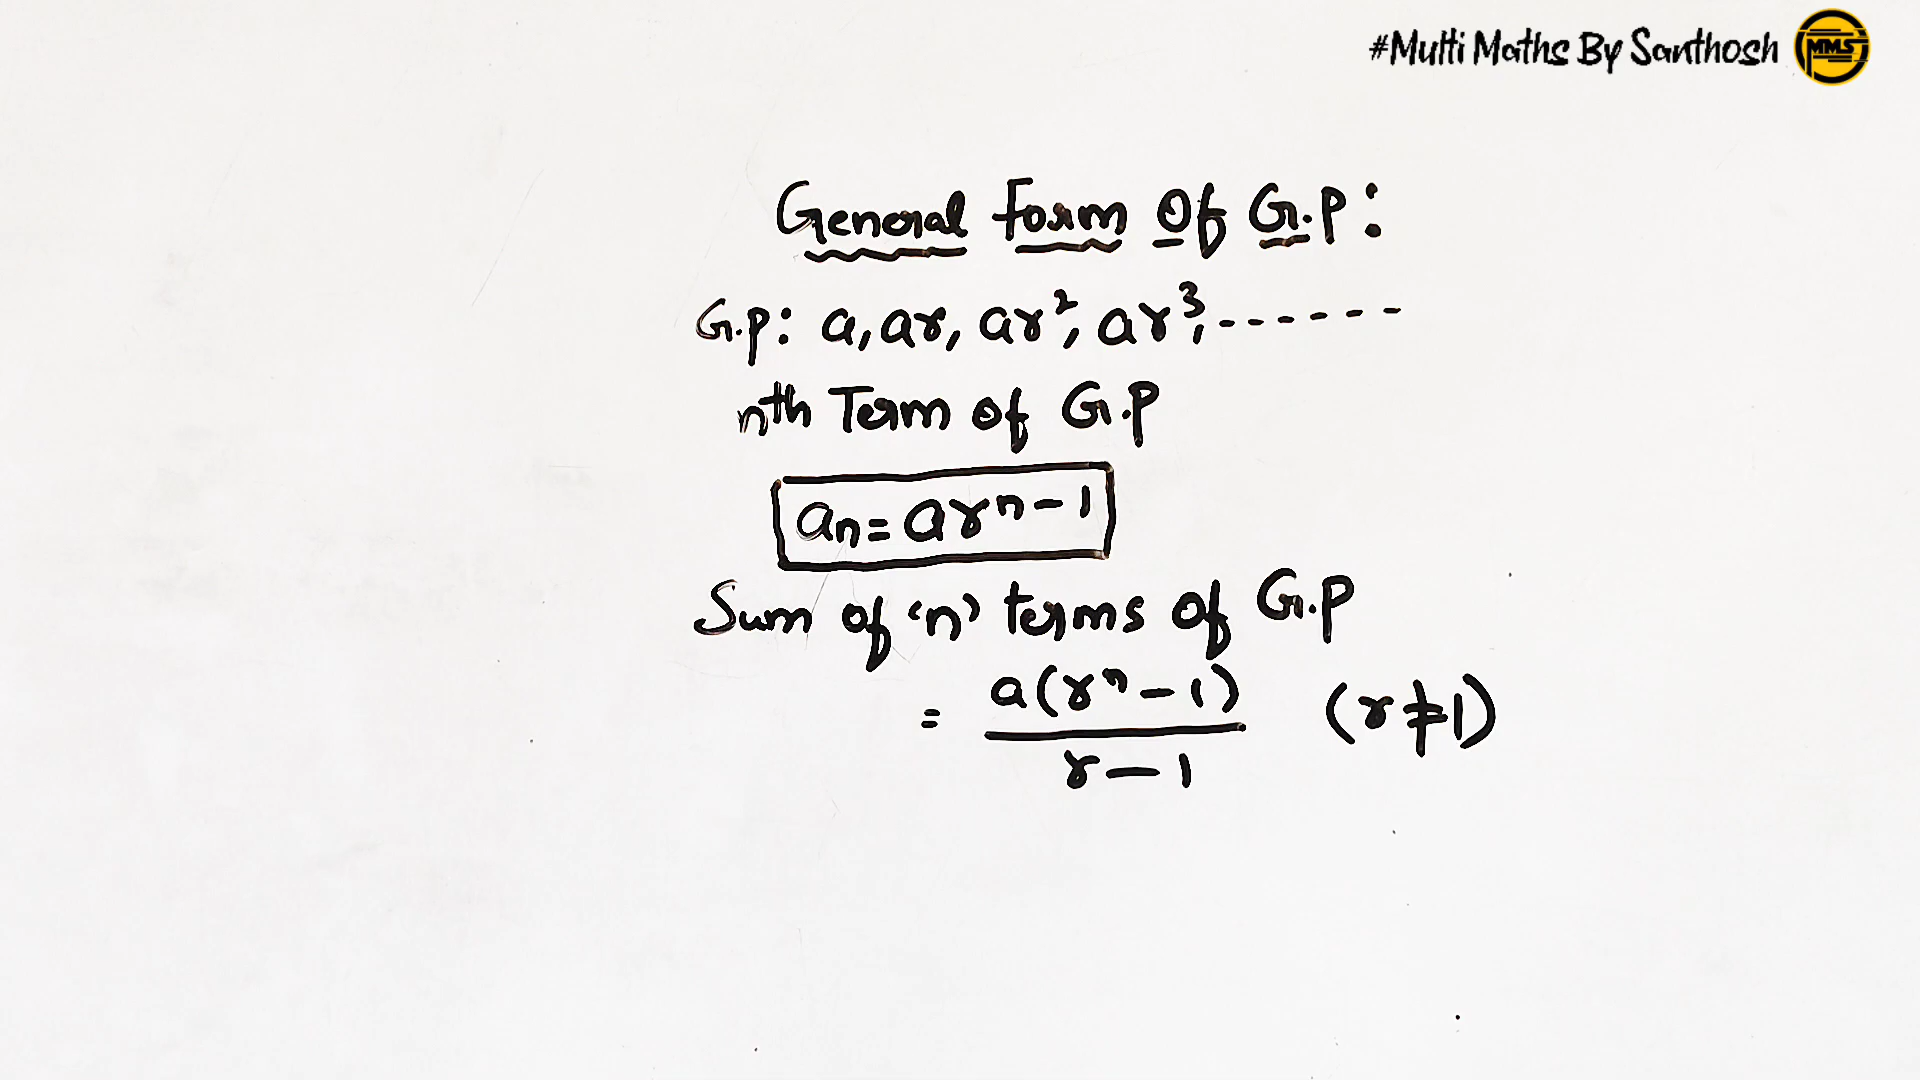 #Multi Maths By Santhosh MMS
General Form Of G.P:
G.P: a, ar, ar², ar³, ------
nth Term of G.P
aₙ = arⁿ⁻¹
Sum of 'n' terms of G.P
= a(rⁿ - 1) / r - 1 (r ≠ 1)